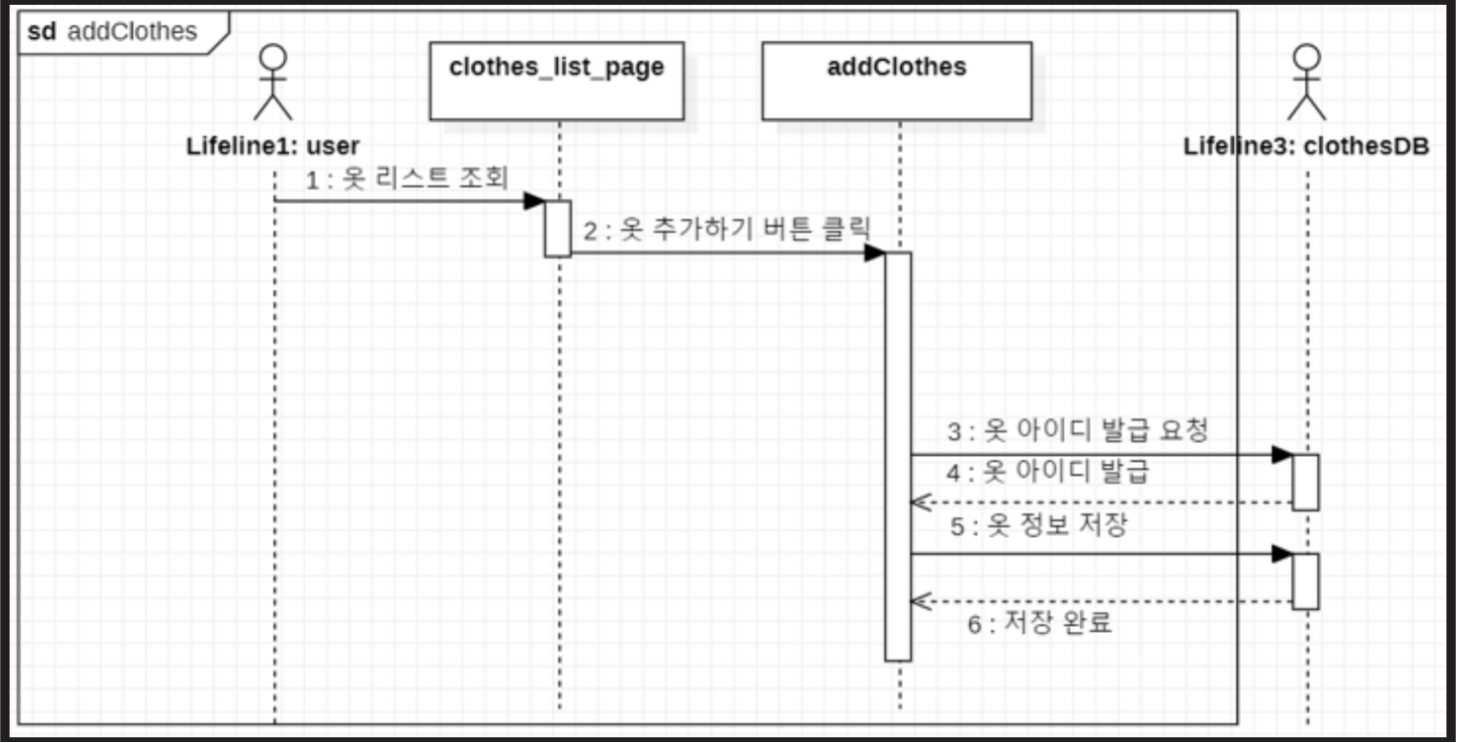 sd addClothes
clothes_list_page
addClothes
Lifeline1: user
Lifeline3: clothesDB
1 : 옷 리스트 조회
2 : 옷 추가하기 버튼 클릭
3 : 옷 아이디 발급 요청
4 : 옷 아이디 발급
5 : 옷 정보 저장
6 : 저장 완료